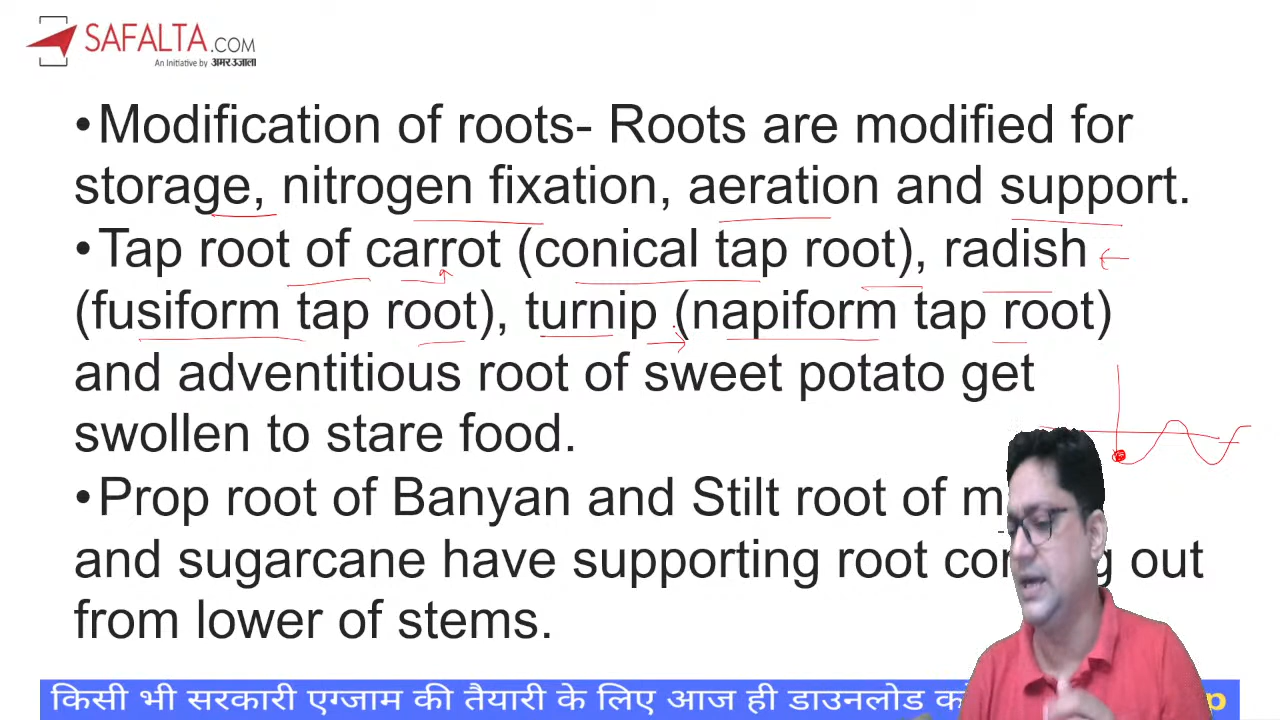 SAFALTA.COM
An Initiative by अमर उजाला
•Modification of roots- Roots are modified for
storage, nitrogen fixation, aeration and support.
•Tap root of carrot (conical tap root), radish
(fusiform tap root), turnip (napiform tap root)
and adventitious root of sweet potato get
swollen to stare food.
•Prop root of Banyan and Stilt root of
and sugarcane have supporting root out
from lower of stems.
किसी भी सरकारी एग्जाम की तैयारी के लिए आज ही डाउनलोड